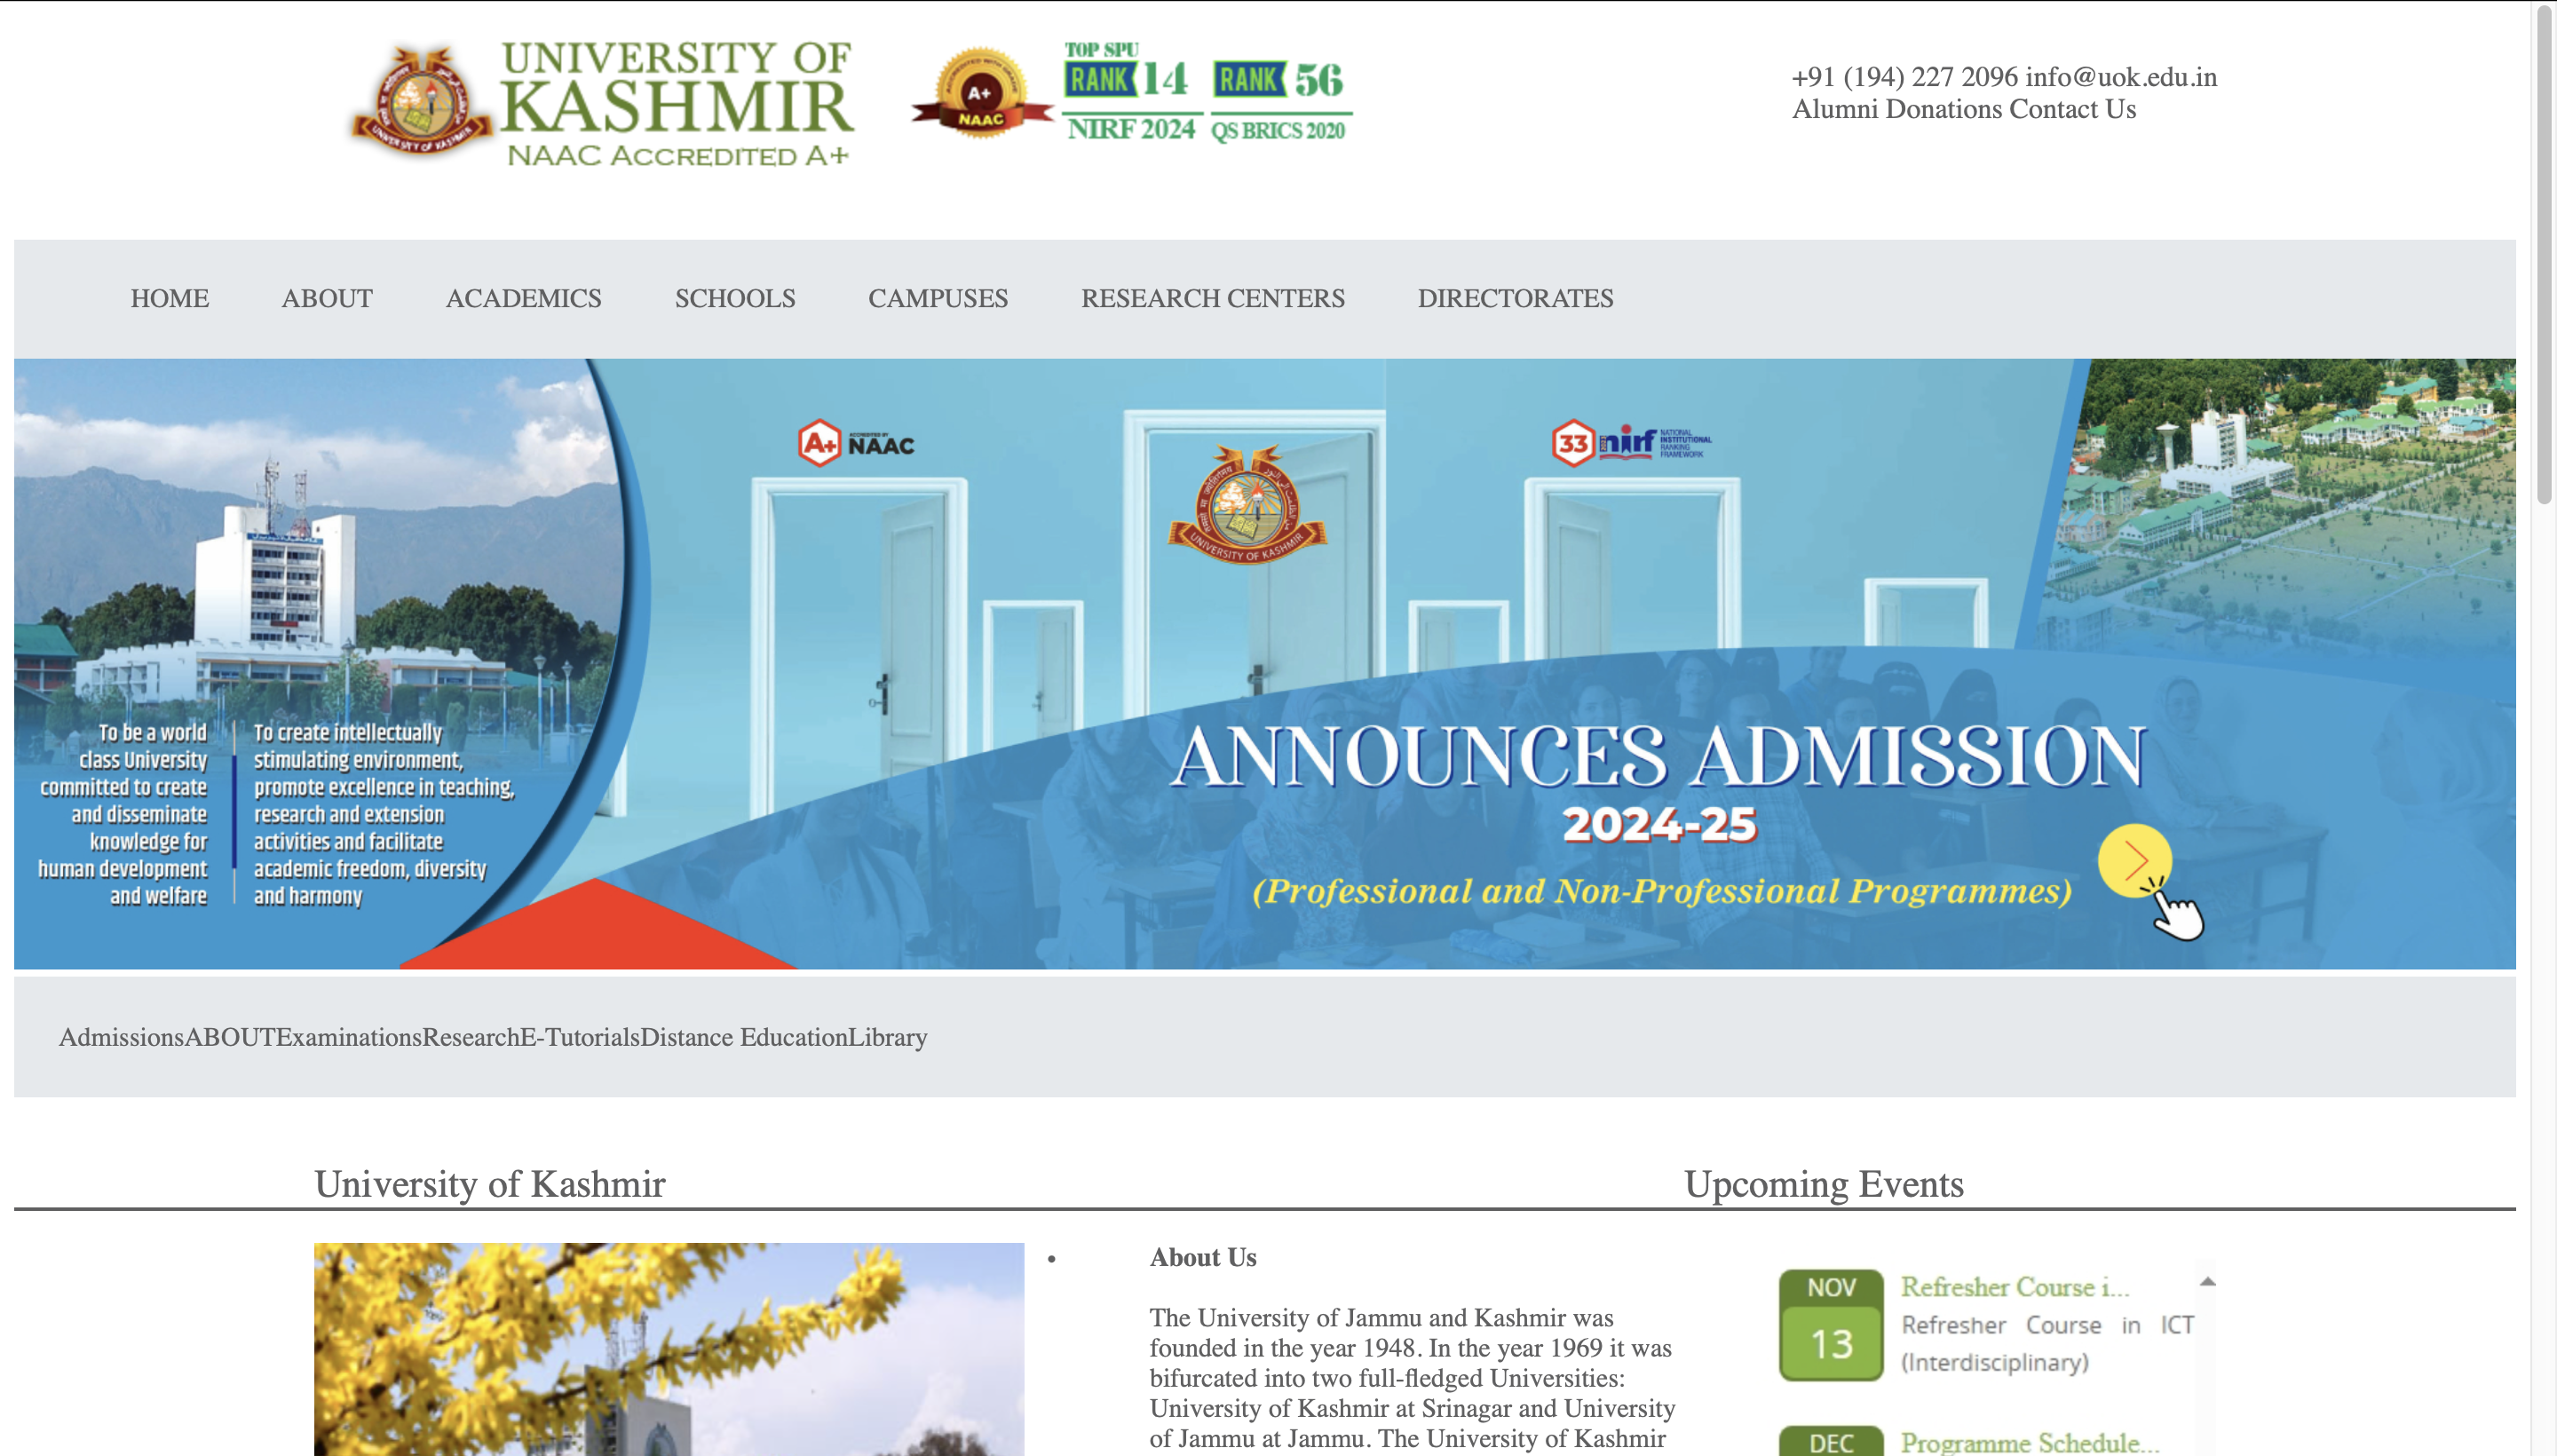 UNIVERSITY OF
KASHMIR
NAAC ACCREDITED A+
UNIVERSITY OF KASHMIR
ACCREDITED WITH GRADE
A+
NAAC
TOP SPU
RANK 14
NIRF 2024
RANK 56
QS BRICS 2020
+91 (194) 227 2096 info@uok.edu.in
Alumni Donations Contact Us
HOME ABOUT ACADEMICS SCHOOLS CAMPUSES RESEARCH CENTERS DIRECTORATES
A+ ACCREDITED BY
NAAC
33 nirf
NATIONAL
INSTITUTIONAL
RANKING
FRAMEWORK
UNIVERSITY OF KASHMIR
To be a world
class University
committed to create
and disseminate
knowledge for
human development
and welfare
To create intellectually
stimulating environment,
promote excellence in teaching,
research and extension
activities and facilitate
academic freedom, diversity
and harmony
ANNOUNCES ADMISSION
2024-25
(Professional and Non-Professional Programmes)
AdmissionsABOUTExaminationsResearchE-TutorialsDistance EducationLibrary
University of Kashmir
• About Us
The University of Jammu and Kashmir was
founded in the year 1948. In the year 1969 it was
bifurcated into two full-fledged Universities:
University of Kashmir at Srinagar and University
of Jammu at Jammu. The University of Kashmir
Upcoming Events
NOV
13
Refresher Course i...
Refresher Course in ICT
(Interdisciplinary)
DEC
Programme Schedule...